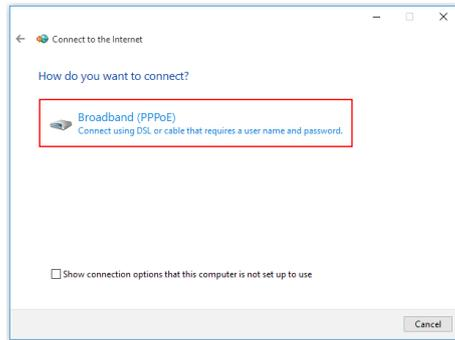 Connect to the Internet
How do you want to connect?
Broadband (PPPoE)
Connect using DSL or cable that requires a user name and password.
Show connection options that this computer is not set up to use
Cancel